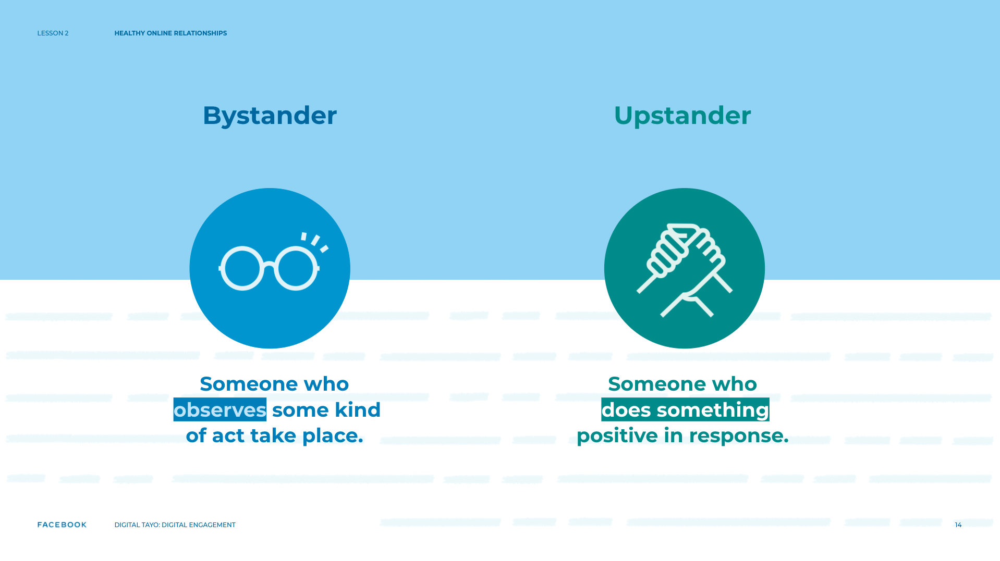 LESSON 2
HEALTHY ONLINE RELATIONSHIPS
Bystander
Someone who
observes some kind
of act take place.
Upstander
Someone who
does something
positive in response.
FACEBOOK
DIGITAL TAYO: DIGITAL ENGAGEMENT
14